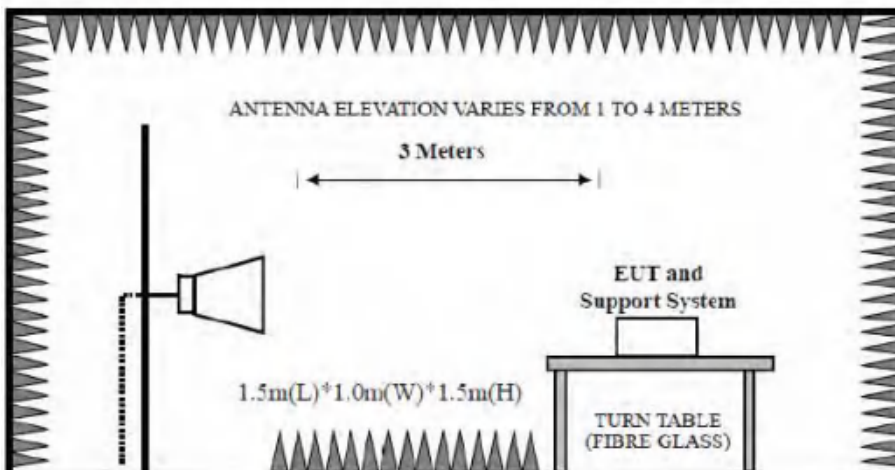 ANTENNA ELEVATION VARIES FROM 1 TO 4 METERS
3 Meters
EUT and
Support System
1.5m(L)*1.0m(W)*1.5m(H)
TURN TABLE
(FIBRE GLASS)